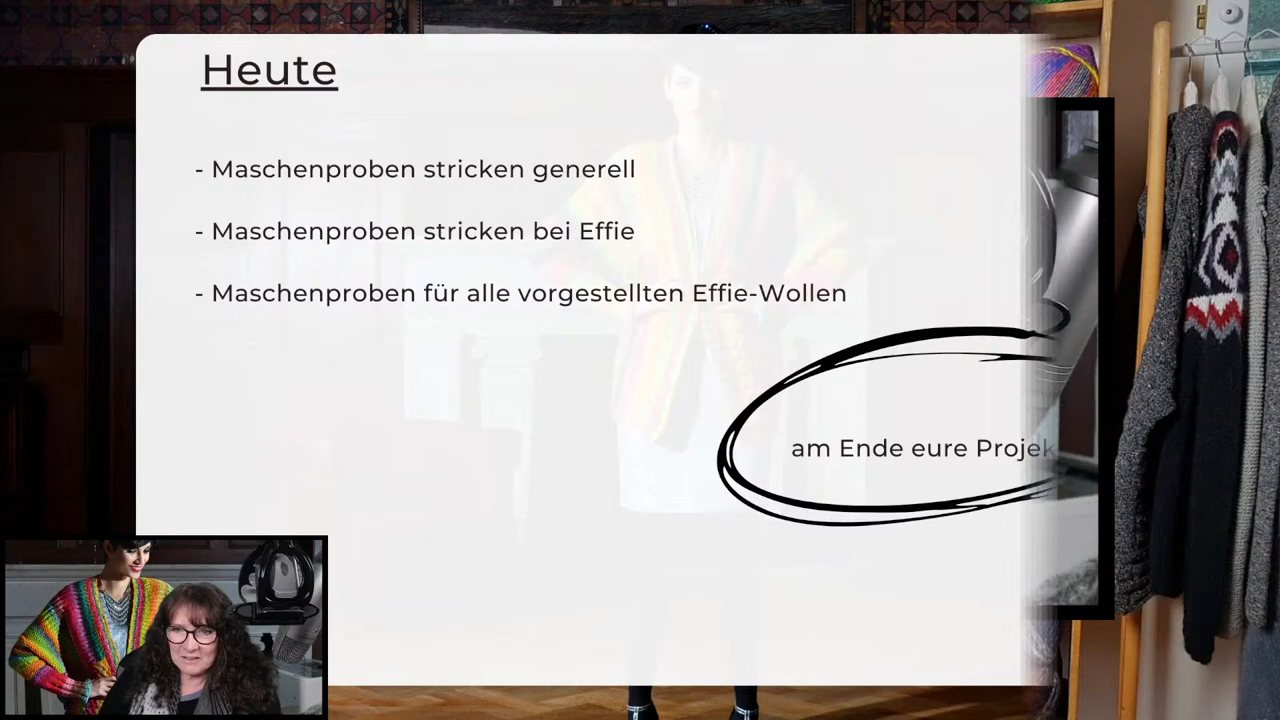 Heute
- Maschenproben stricken generell
- Maschenproben stricken bei Effie
- Maschenproben für alle vorgestellten Effie-Wollen
am Ende eure Projek